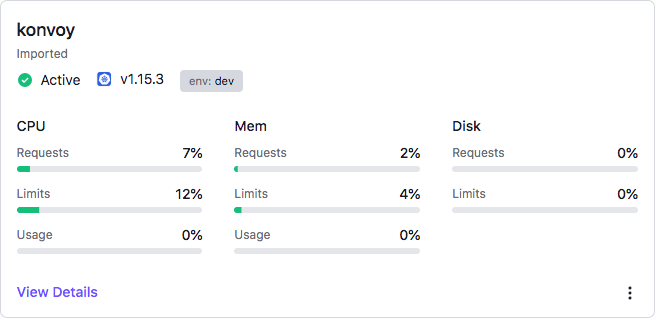 konvoy
Imported
Active v1.15.3 env: dev
CPU Mem Disk
Requests 7% Requests 2% Requests 0%
Limits 12% Limits 4% Limits 0%
Usage 0% Usage 0%
View Details